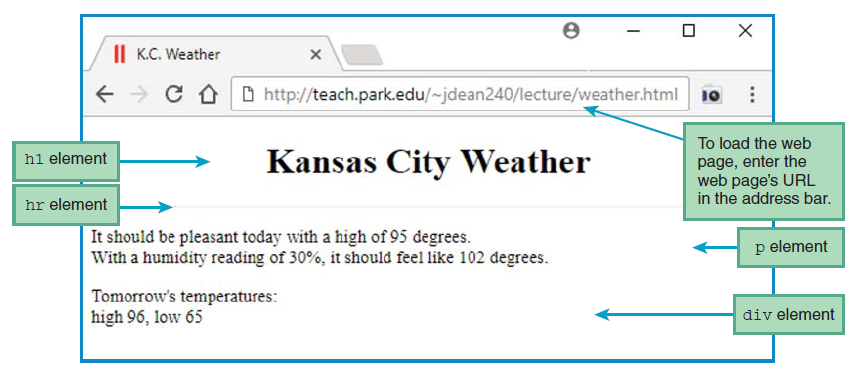 K.C. Weather
http://teach.park.edu/~jdean240/lecture/weather.html
To load the web
page, enter the
web page's URL
in the address bar.
h1 element
Kansas City Weather
hr element
It should be pleasant today with a high of 95 degrees.
With a humidity reading of 30%, it should feel like 102 degrees.
p element
Tomorrow's temperatures:
high 96, low 65
div element